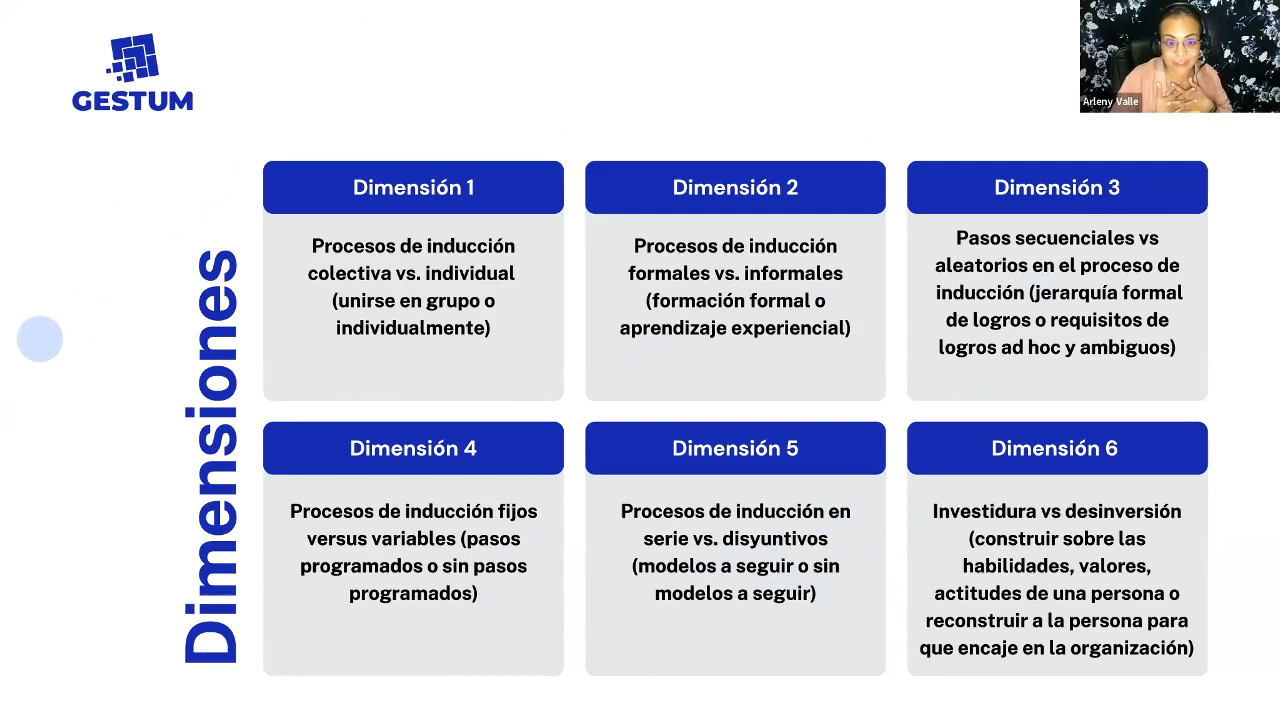 GESTUM
Arleny Valle
Dimensiones
Dimensión 1
Procesos de inducción
colectiva vs. individual
(unirse en grupo o
individualmente)
Dimensión 2
Procesos de inducción
formales vs. informales
(formación formal o
aprendizaje experiencial)
Dimensión 3
Pasos secuenciales vs
aleatorios en el proceso de
inducción (jerarquía formal
de logros o requisitos de
logros ad hoc y ambiguos)
Dimensión 4
Procesos de inducción fijos
versus variables (pasos
programados o sin pasos
programados)
Dimensión 5
Procesos de inducción en
serie vs. disyuntivos
(modelos a seguir o sin
modelos a seguir)
Dimensión 6
Investidura vs desinversión
(construir sobre las
habilidades, valores,
actitudes de una persona o
reconstruir a la persona para
que encaje en la organización)